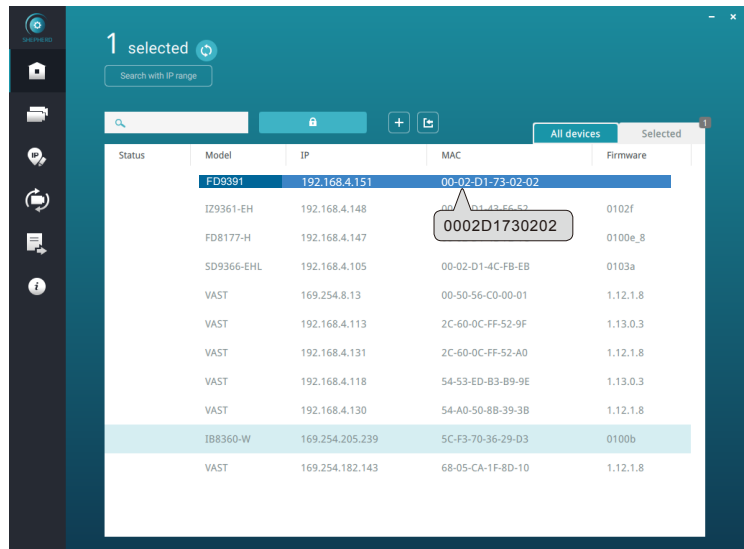 SHEPHERD
1 selected
Search with IP range
All devices
Selected
1
Status Model IP MAC Firmware
FD9391 192.168.4.151 00-02-D1-73-02-02
IZ9361-EH 192.168.4.148 0102f
0002D1730202
FD8177-H 192.168.4.147 0100e_8
SD9366-EHL 192.168.4.105 00-02-D1-4C-FB-EB 0103a
VAST 169.254.8.13 00-50-56-C0-00-01 1.12.1.8
VAST 192.168.4.113 2C-60-0C-FF-52-9F 1.13.0.3
VAST 192.168.4.131 2C-60-0C-FF-52-A0 1.12.1.8
VAST 192.168.4.118 54-53-ED-B3-B9-9E 1.13.0.3
VAST 192.168.4.130 54-A0-50-8B-39-3B 1.12.1.8
IB8360-W 169.254.205.239 5C-F3-70-36-29-D3 0100b
VAST 169.254.182.143 68-05-CA-1F-8D-10 1.12.1.8
IP
i